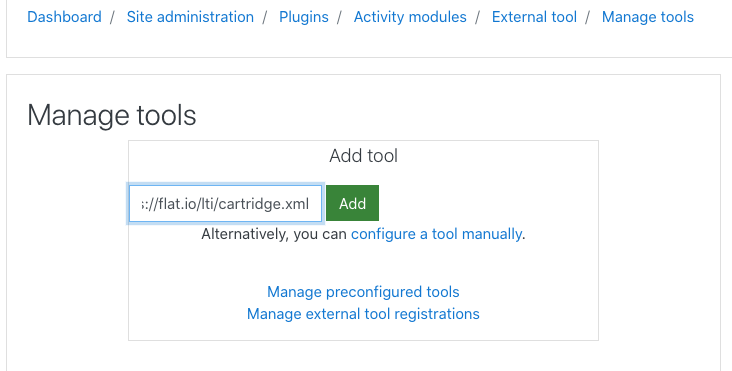 Dashboard / Site administration / Plugins / Activity modules / External tool / Manage tools
Manage tools
Add tool
://flat.io/lti/cartridge.xml Add
Alternatively, you can configure a tool manually.
Manage preconfigured tools
Manage external tool registrations